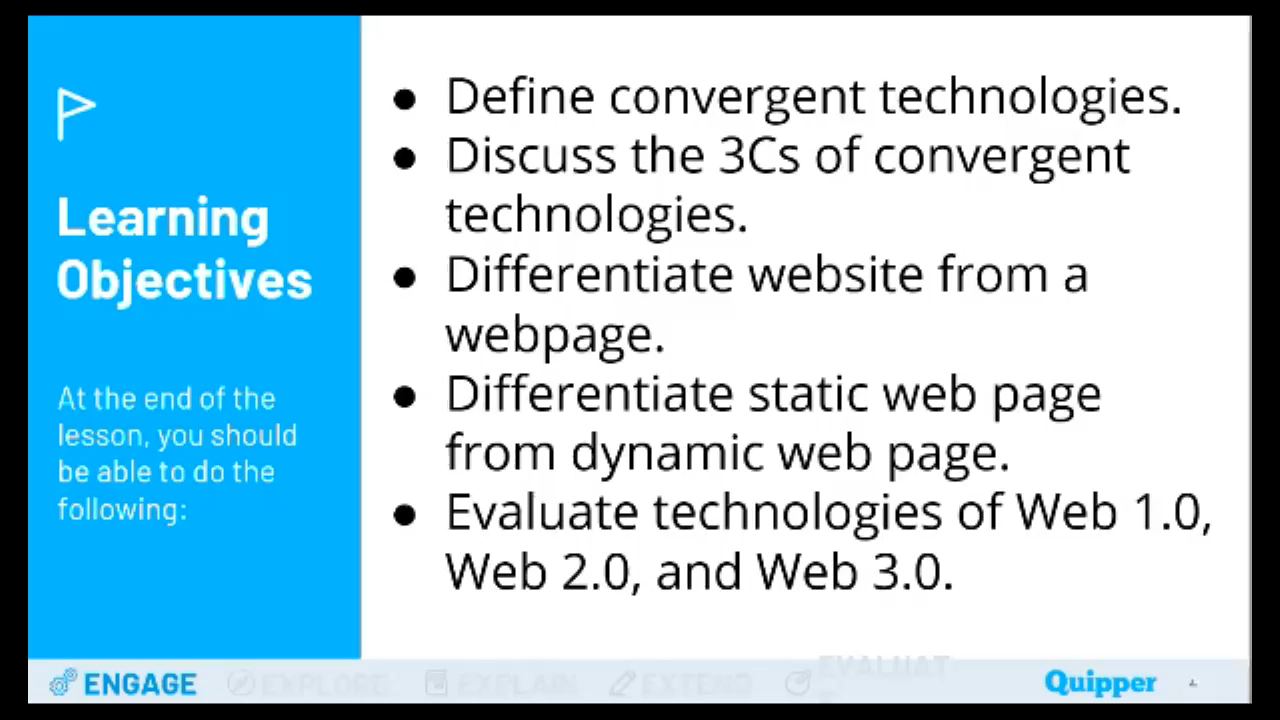 Learning
Objectives
At the end of the
lesson, you should
be able to do the
following:
● Define convergent technologies.
● Discuss the 3Cs of convergent
technologies.
● Differentiate website from a
webpage.
● Differentiate static web page
from dynamic web page.
● Evaluate technologies of Web 1.0,
Web 2.0, and Web 3.0.
ENGAGE
EXPLORE
EXPLAIN
EXTEND
EVALUAT
Quipper